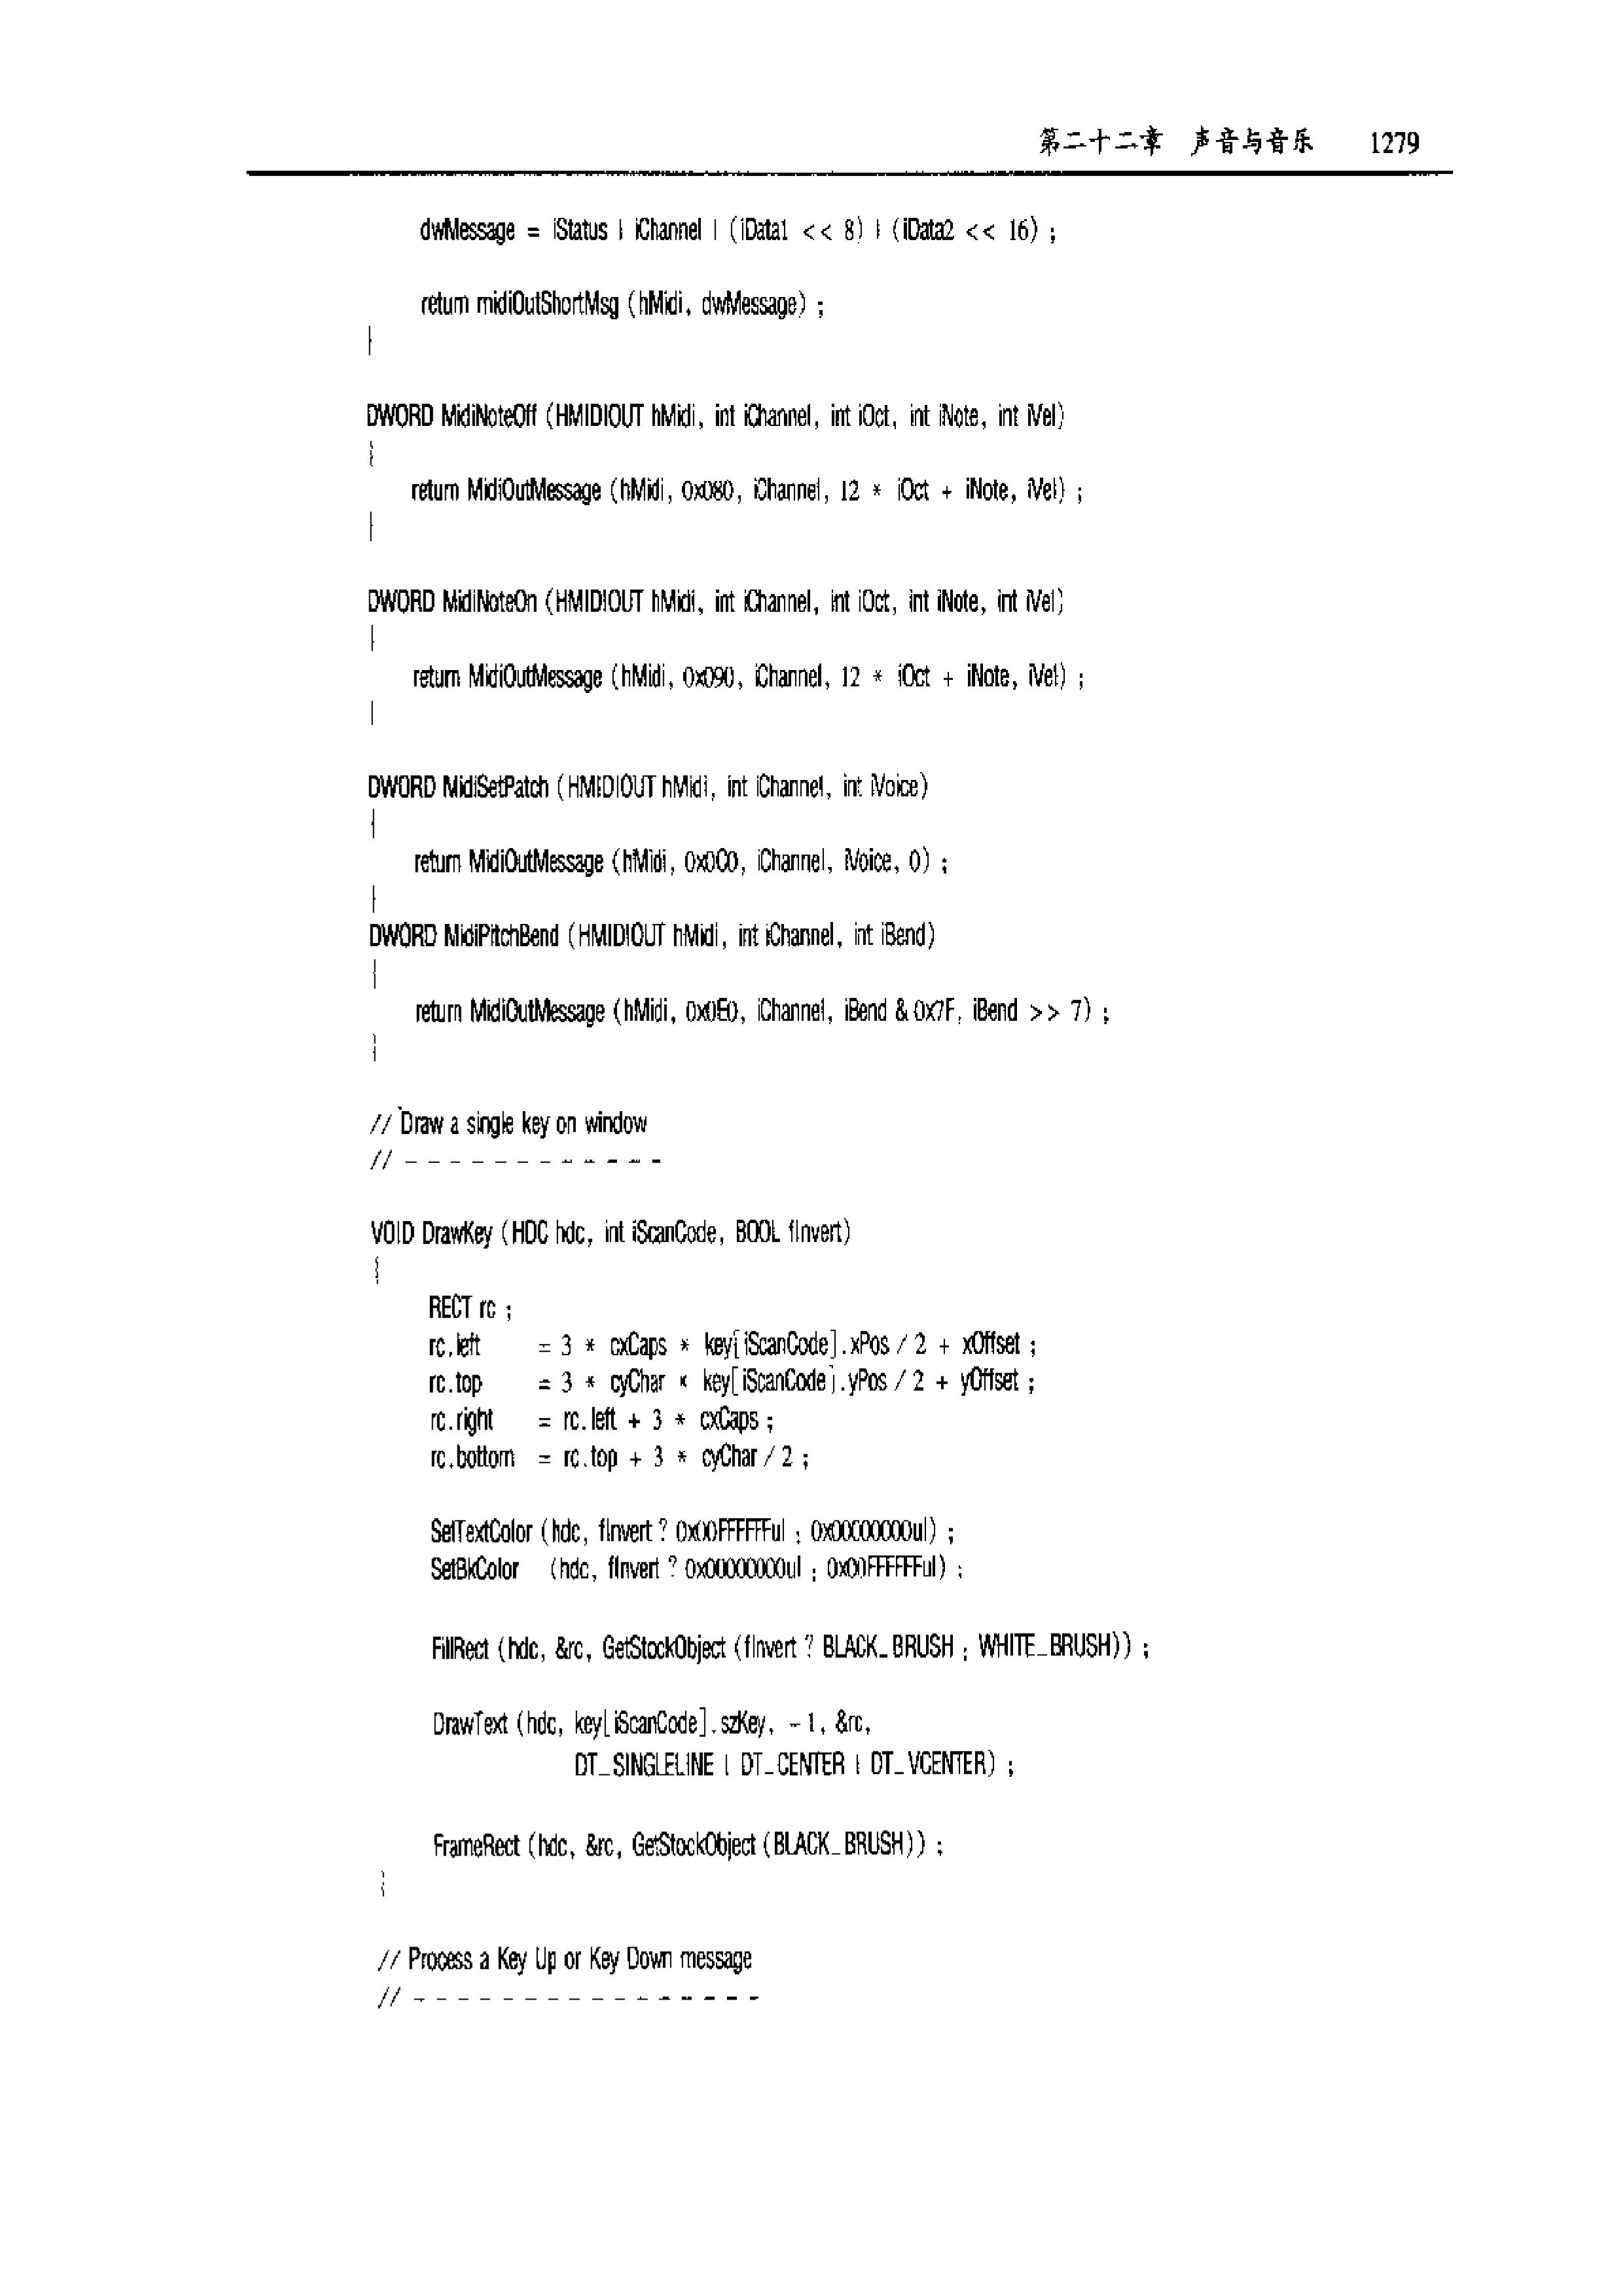 第二十二章 声音与音乐 1279
dwMessage = iStatus | iChannel | (iData1 << 8) | (iData2 << 16) ;
return midiOutShortMsg (hMidi, dwMessage) ;
}
DWORD MidiNoteOff (HMIDIOUT hMidi, int iChannel, int iOct, int iNote, int iVel)
{
return MidiOutMessage (hMidi, 0x080, iChannel, 12 * iOct + iNote, iVel) ;
}
DWORD MidiNoteOn (HMIDIOUT hMidi, int iChannel, int iOct, int iNote, int iVel)
{
return MidiOutMessage (hMidi, 0x090, iChannel, 12 * iOct + iNote, iVel) ;
}
DWORD MidiSetPatch (HMIDIOUT hMidi, int iChannel, int iVoice)
{
return MidiOutMessage (hMidi, 0x0C0, iChannel, iVoice, 0) ;
}
DWORD MidiPitchBend (HMIDIOUT hMidi, int iChannel, int iBend)
{
return MidiOutMessage (hMidi, 0x0E0, iChannel, iBend & 0x7F, iBend >> 7) ;
}
// Draw a single key on window
// - - - - - - - - - - - -
VOID DrawKey (HDC hdc, int iScanCode, BOOL fInvert)
{
RECT rc ;
rc.left = 3 * cxCaps * key[iScanCode].xPos / 2 + xOffset ;
rc.top = 3 * cyChar * key[iScanCode].yPos / 2 + yOffset ;
rc.right = rc.left + 3 * cxCaps ;
rc.bottom = rc.top + 3 * cyChar / 2 ;
SetTextColor (hdc, fInvert ? 0x00FFFFFFul : 0x00000000ul) ;
SetBkColor (hdc, fInvert ? 0x00000000ul : 0x00FFFFFFul) ;
FillRect (hdc, &rc, GetStockObject (fInvert ? BLACK_BRUSH : WHITE_BRUSH)) ;
DrawText (hdc, key[iScanCode].szKey, -1, &rc,
DT_SINGLELINE | DT_CENTER | DT_VCENTER) ;
FrameRect (hdc, &rc, GetStockObject (BLACK_BRUSH)) ;
}
// Process a Key Up or Key Down message
// - - - - - - - - - - - - - - - -